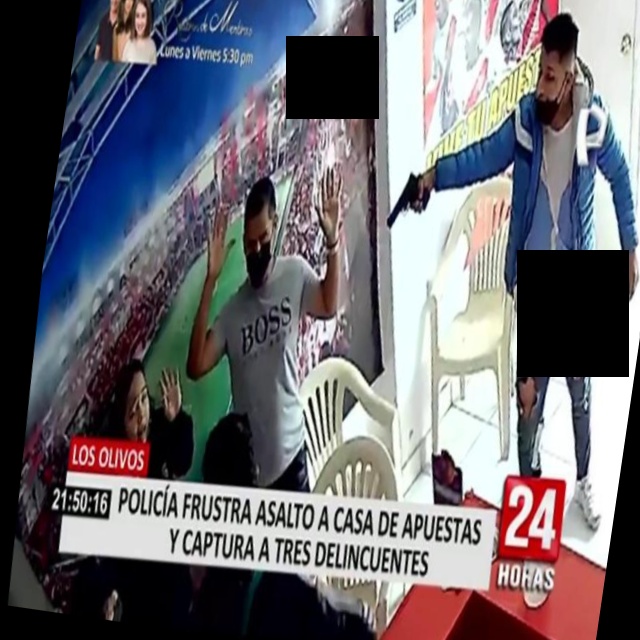 Lunes a Viernes 5:30 pm
BOSS
LOS OLIVOS
21:50:16
POLICÍA FRUSTRA ASALTO A CASA DE APUESTAS
Y CAPTURA A TRES DELINCUENTES
24
HORAS